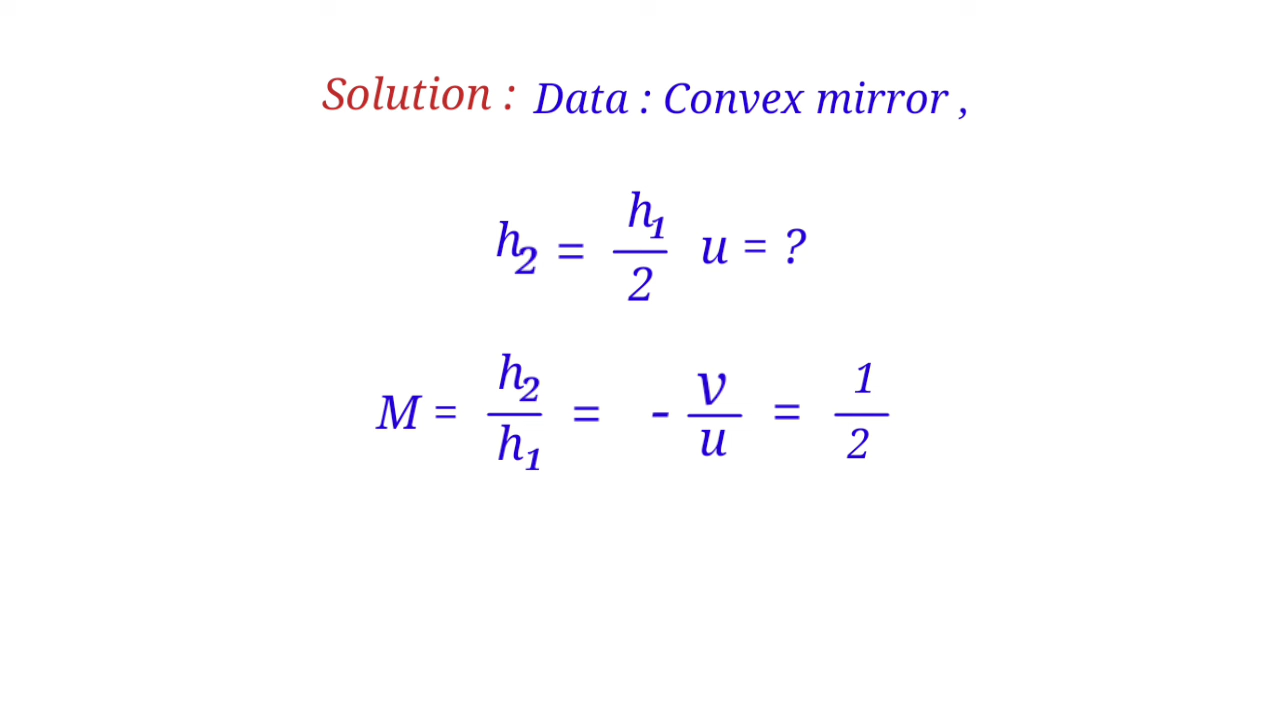 Solution : Data : Convex mirror ,
h₂ = h₁/2 u = ?
M = h₂/h₁ = - v/u = 1/2